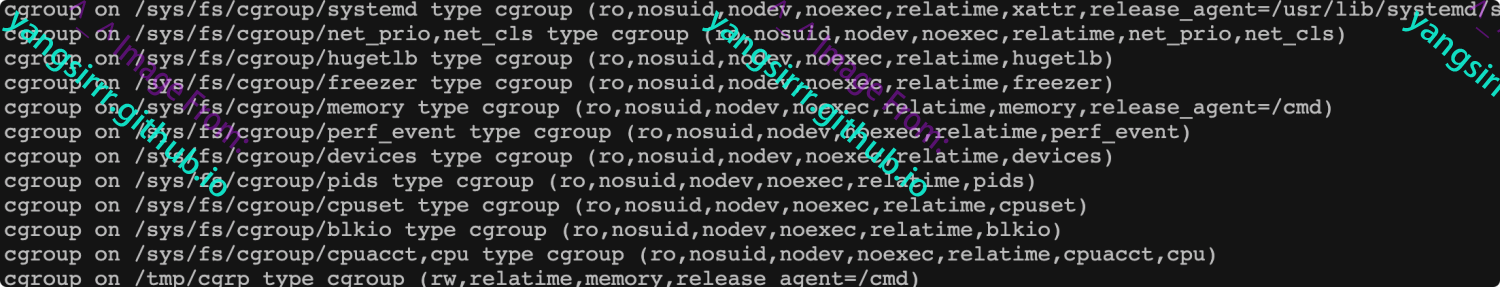 cgroup on /sys/fs/cgroup/systemd type cgroup (ro,nosuid,nodev,noexec,relatime,xattr,release_agent=/usr/lib/systemd/s
cgroup on /sys/fs/cgroup/net_prio,net_cls type cgroup (ro,nosuid,nodev,noexec,relatime,net_prio,net_cls)
cgroup on /sys/fs/cgroup/hugetlb type cgroup (ro,nosuid,nodev,noexec,relatime,hugetlb)
cgroup on /sys/fs/cgroup/freezer type cgroup (ro,nosuid,nodev,noexec,relatime,freezer)
cgroup on /sys/fs/cgroup/memory type cgroup (ro,nosuid,nodev,noexec,relatime,memory,release_agent=/cmd)
cgroup on /sys/fs/cgroup/perf_event type cgroup (ro,nosuid,nodev,noexec,relatime,perf_event)
cgroup on /sys/fs/cgroup/devices type cgroup (ro,nosuid,nodev,noexec,relatime,devices)
cgroup on /sys/fs/cgroup/pids type cgroup (ro,nosuid,nodev,noexec,relatime,pids)
cgroup on /sys/fs/cgroup/cpuset type cgroup (ro,nosuid,nodev,noexec,relatime,cpuset)
cgroup on /sys/fs/cgroup/blkio type cgroup (ro,nosuid,nodev,noexec,relatime,blkio)
cgroup on /sys/fs/cgroup/cpuacct,cpu type cgroup (ro,nosuid,nodev,noexec,relatime,cpuacct,cpu)
cgroup on /tmp/cgrp type cgroup (rw,relatime,memory,release_agent=/cmd)
^_^ Image From:
yangsirrr.github.io
^_^ Image From:
yangsirrr.github.io
yangsirr